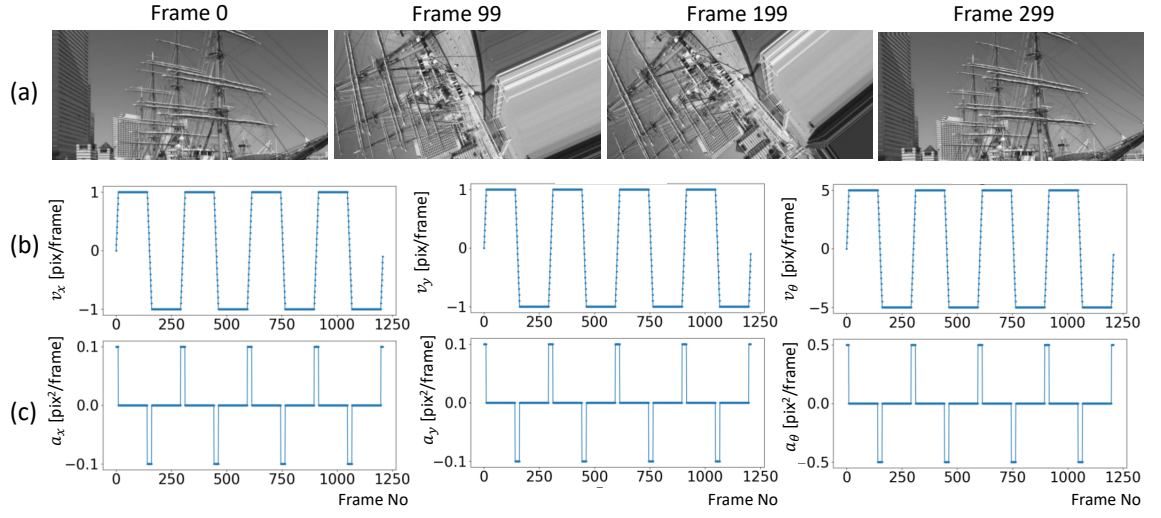 Frame 0 Frame 99 Frame 199 Frame 299
(a)
(b)
v_x [pix/frame]
1
0
−1
0 250 500 750 1000 1250
v_y [pix/frame]
1
0
−1
0 250 500 750 1000 1250
v_θ [pix/frame]
5
0
−5
0 250 500 750 1000 1250
(c)
a_x [pix²/frame]
0.1
0.0
−0.1
0 250 500 750 1000 1250
Frame No
a_y [pix²/frame]
0.1
0.0
−0.1
0 250 500 750 1000 1250
Frame No
a_θ [pix²/frame]
0.5
0.0
−0.5
0 250 500 750 1000 1250
Frame No